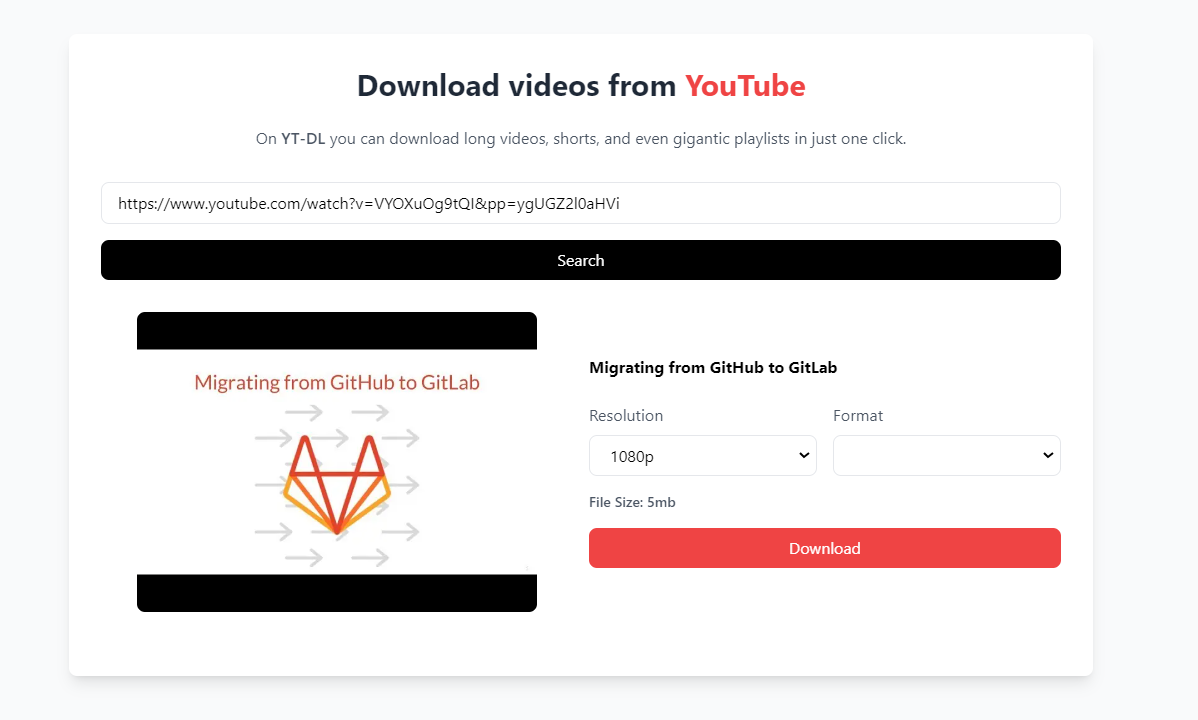 Download videos from YouTube
On YT-DL you can download long videos, shorts, and even gigantic playlists in just one click.
https://www.youtube.com/watch?v=VYOXuOg9tQI&pp=ygUGZ2l0aHVi
Search
Migrating from GitHub to GitLab
Migrating from GitHub to GitLab
Resolution
Format
1080p
File Size: 5mb
Download